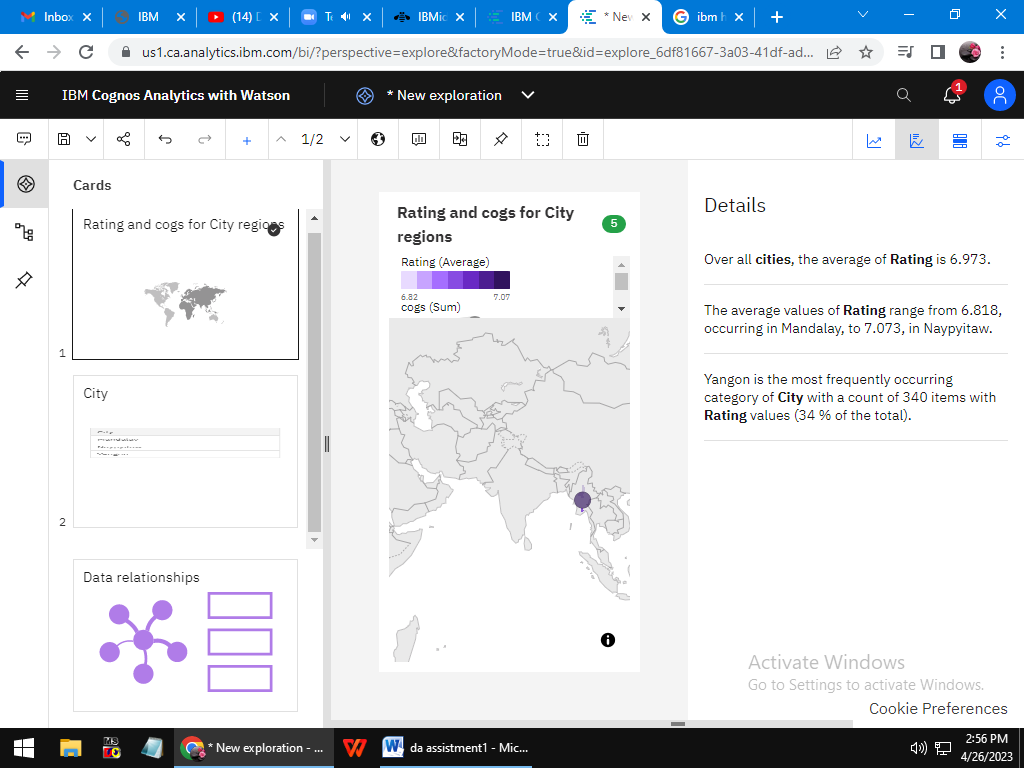 Inbox
IBM
(14)
IBM
* New
ibm h
us1.ca.analytics.ibm.com/bi/?perspective=explore&factoryMode=true&id=explore_6df81667-3a03-41df-ad...
IBM Cognos Analytics with Watson
* New exploration
1
1/2
Cards
Rating and cogs for City regions
1
City
2
Data relationships
Rating and cogs for City
regions
5
Rating (Average)
6.82 7.07
cogs (Sum)
Details
Over all cities, the average of Rating is 6.973.
The average values of Rating range from 6.818,
occurring in Mandalay, to 7.073, in Naypyitaw.
Yangon is the most frequently occurring
category of City with a count of 340 items with
Rating values (34 % of the total).
Activate Windows
Go to Settings to activate Windows.
Cookie Preferences
* New exploration - ...
da assistment1 - Mic...
2:56 PM
4/26/2023